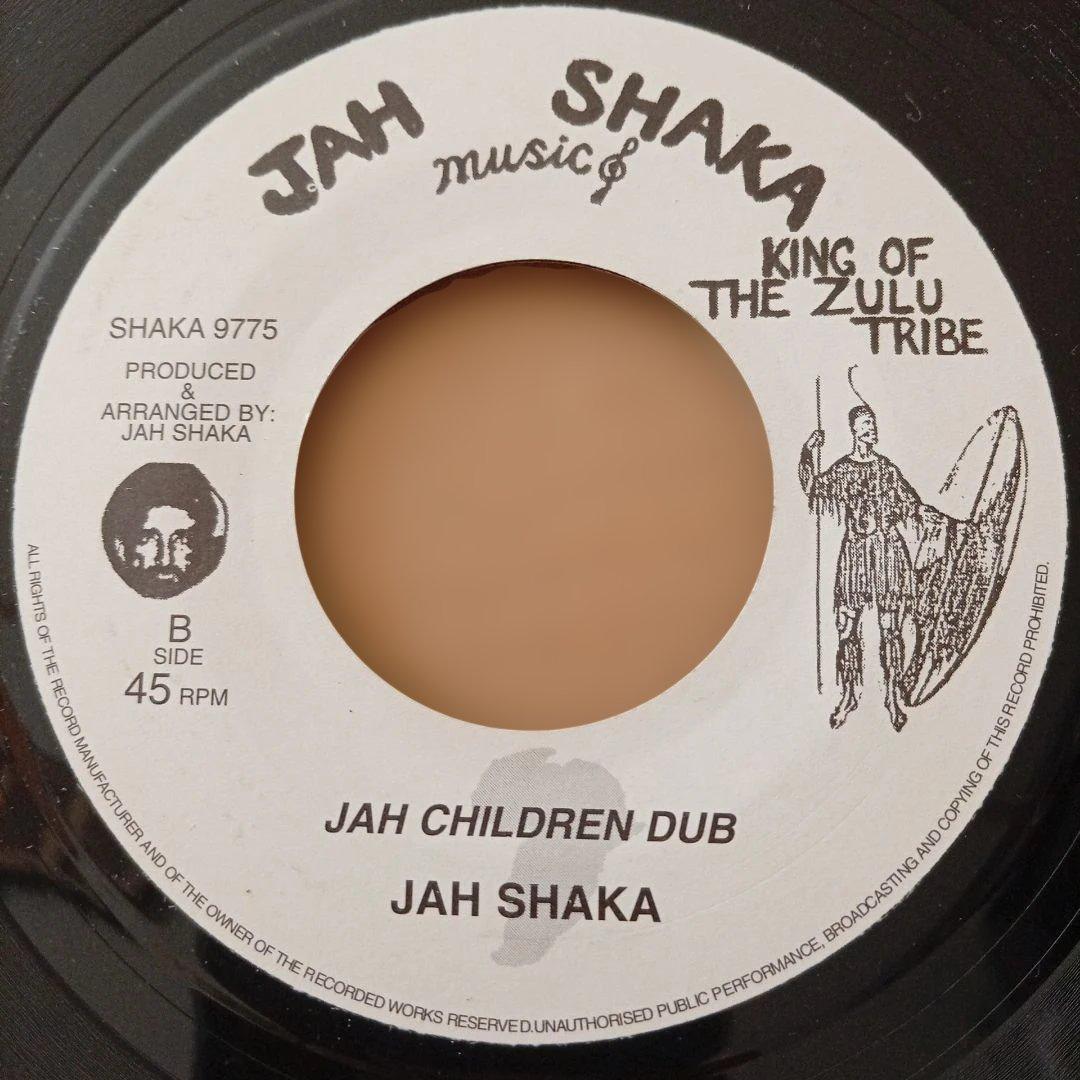 JAH SHAKA
music
KING OF
THE ZULU
TRIBE
SHAKA 9775
PRODUCED
&
ARRANGED BY:
JAH SHAKA
B
SIDE
45 RPM
JAH CHILDREN DUB
JAH SHAKA
ALL RIGHTS OF THE RECORD MANUFACTURER AND OF THE OWNER OF THE RECORDED WORKS RESERVED.UNAUTHORISED PUBLIC PERFORMANCE, BROADCASTING AND COPYING OF THIS RECORD PROHIBITED.